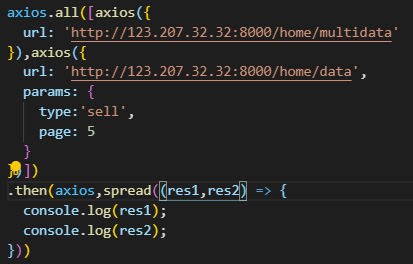 axios.all([axios({
  url: 'http://123.207.32.32:8000/home/multidata'
}),axios({
  url: 'http://123.207.32.32:8000/home/data',
  params: {
    type:'sell',
    page: 5
  }
})])
.then(axios,spread((res1,res2) => {
  console.log(res1);
  console.log(res2);
}))